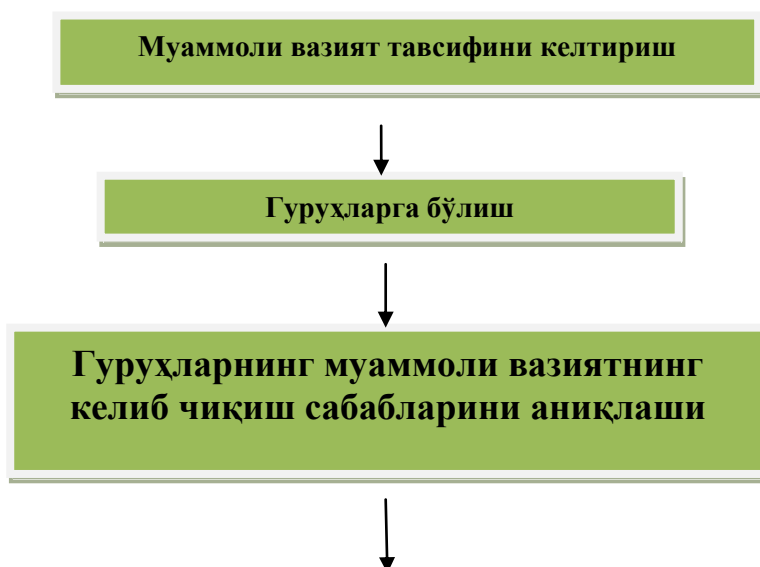 Муаммоли вазият тавсифини келтириш
Гуруҳларга бўлиш
Гуруҳларнинг муаммоли вазиятнинг
келиб чиқиш сабабларини аниқлаши